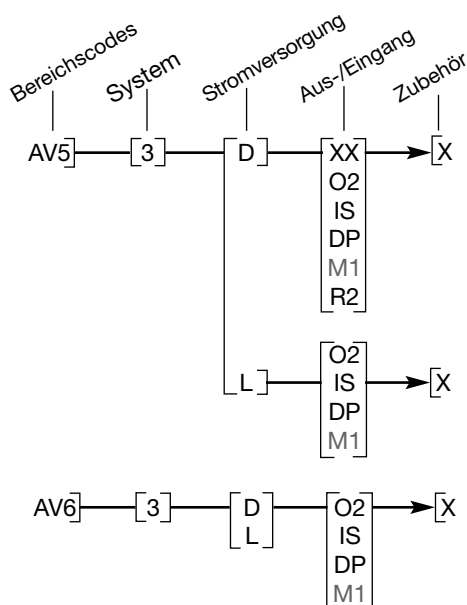 Bereichscodes System Stromversorgung Aus-/Eingang Zubehör
AV5] [3] [D] [XX [X
O2
IS
DP
M1
R2]
L] [O2 [X
IS
DP
M1]
AV6] [3] [D [O2 [X
L] IS
DP
M1